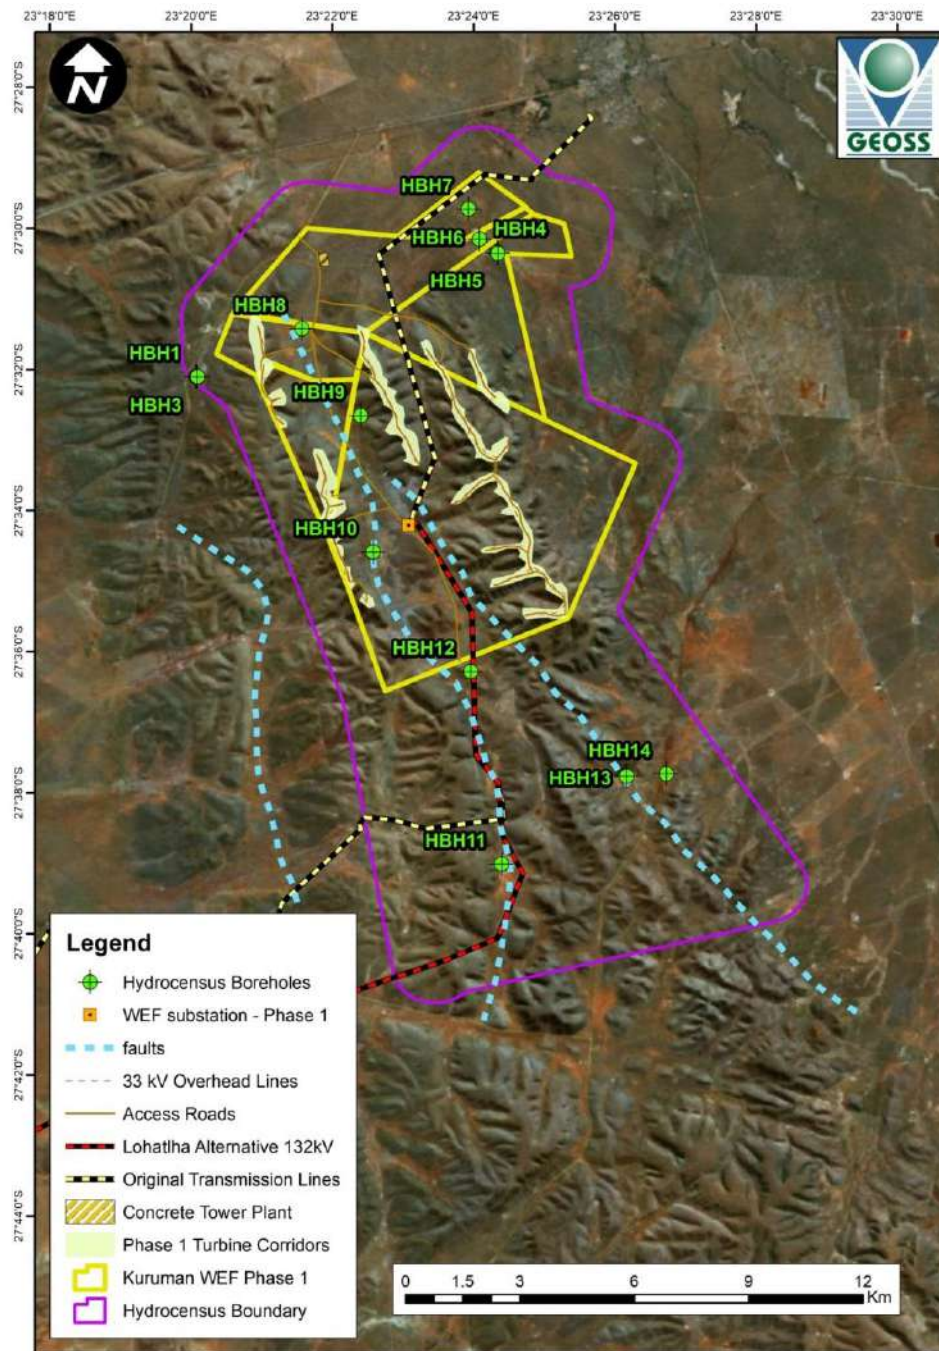 23°18'0"E
23°20'0"E
23°22'0"E
23°24'0"E
23°26'0"E
23°28'0"E
23°30'0"E
N
GEOSS
27°28'0"S
27°30'0"S
27°32'0"S
27°34'0"S
27°36'0"S
27°38'0"S
27°40'0"S
27°42'0"S
27°44'0"S
HBH7
HBH6
HBH4
HBH5
HBH8
HBH1
HBH9
HBH3
HBH10
HBH12
HBH14
HBH13
HBH11
Legend
Hydrocensus Boreholes
WEF substation - Phase 1
faults
33 kV Overhead Lines
Access Roads
Lohatlha Alternative 132kV
Original Transmission Lines
Concrete Tower Plant
Phase 1 Turbine Corridors
Kuruman WEF Phase 1
Hydrocensus Boundary
0 1.5 3 6 9 12
Km